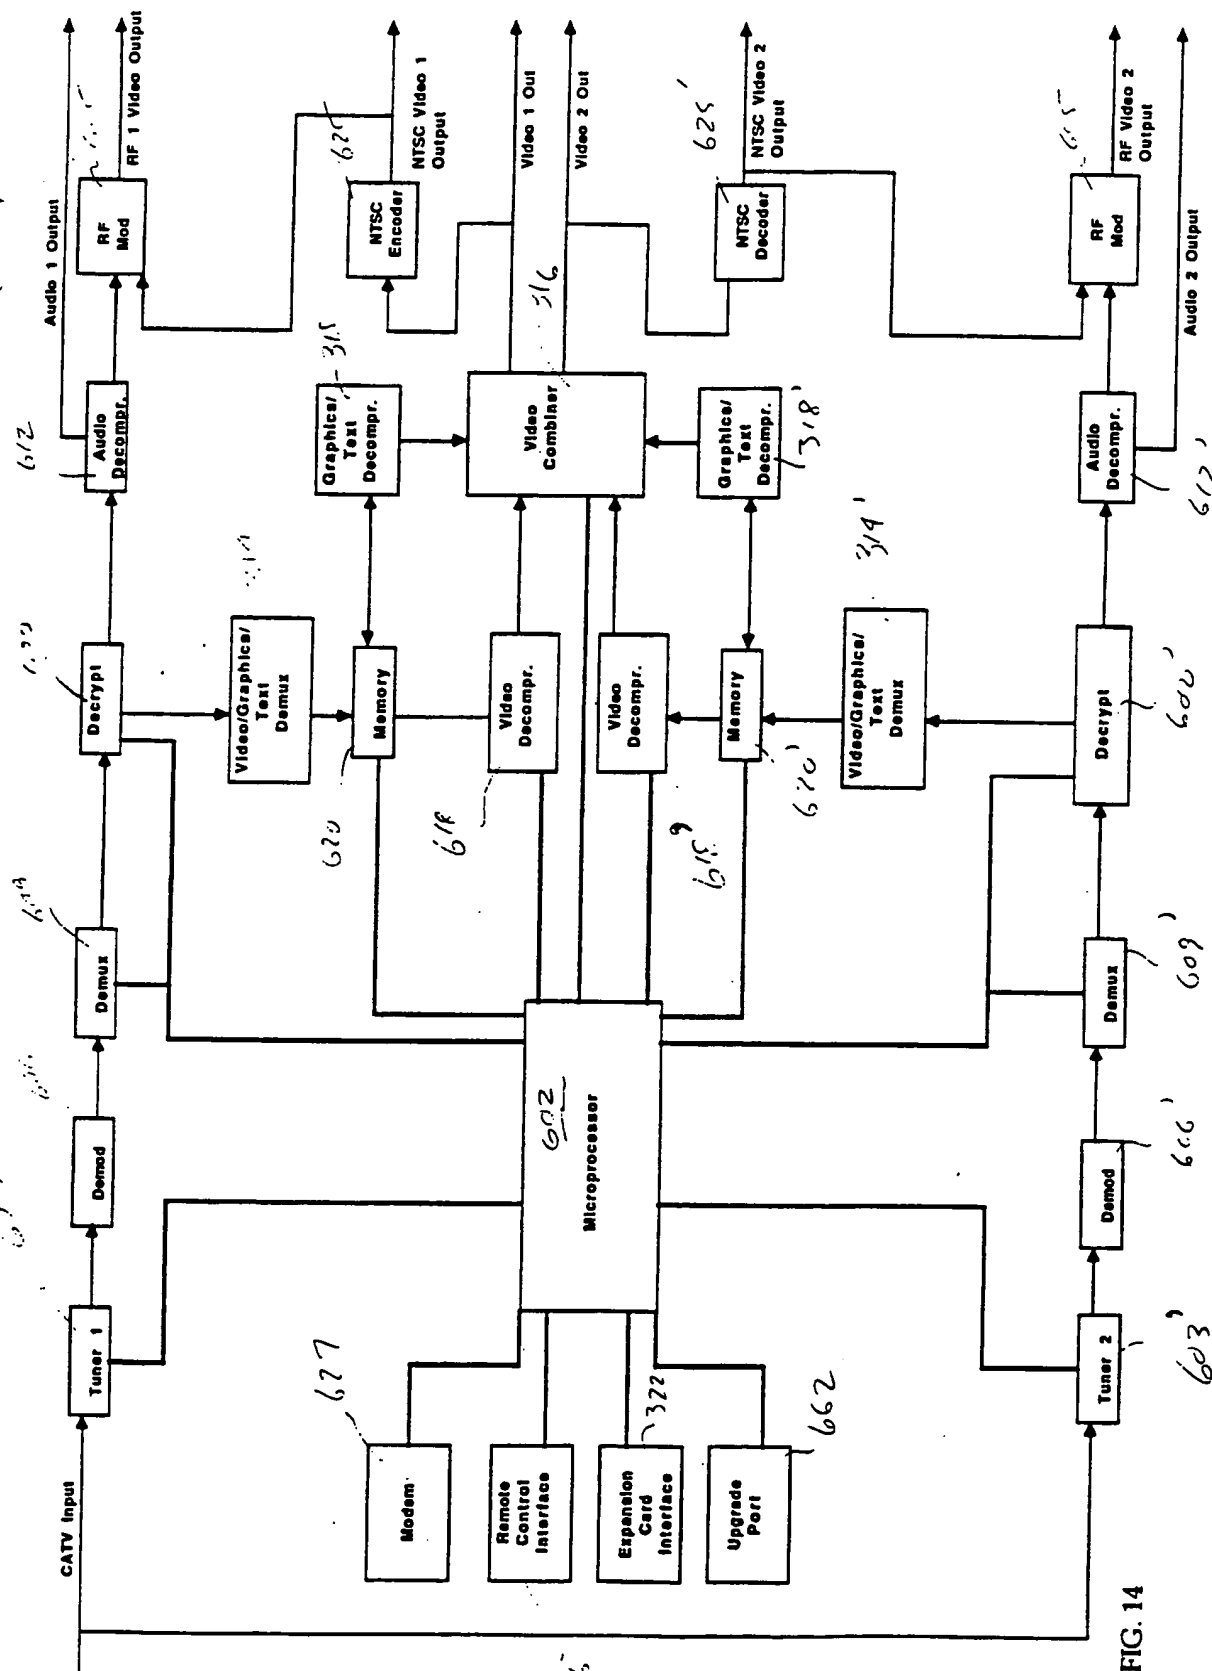 CATV Input
Tuner 1
Demod
Demux
Decrypt
612
Audio
Decompr.
Audio 1 Output
RF
Mod
RF 1 Video Output
Video/Graphics/
Text
Demux
620
Memory
315
Graphics/
Text
Decompr.
NTSC
Encoder
NTSC Video 1
Output
627
Modem
Remote
Control
Interface
322
Expansion
Card
Interface
662
Upgrade
Port
602
Microprocessor
618
Video
Decompr.
618'
Video
Decompr.
316
Video
Combiner
Video 1 Out
Video 2 Out
620'
Memory
318'
Graphics/
Text
Decompr.
625'
NTSC
Decoder
NTSC Video 2
Output
314'
Video/Graphics/
Text
Demux
603'
Tuner 2
606'
Demod
609'
Demux
602'
Decrypt
Audio
Decompr.
RF
Mod
RF Video 2
Output
Audio 2 Output
FIG. 14